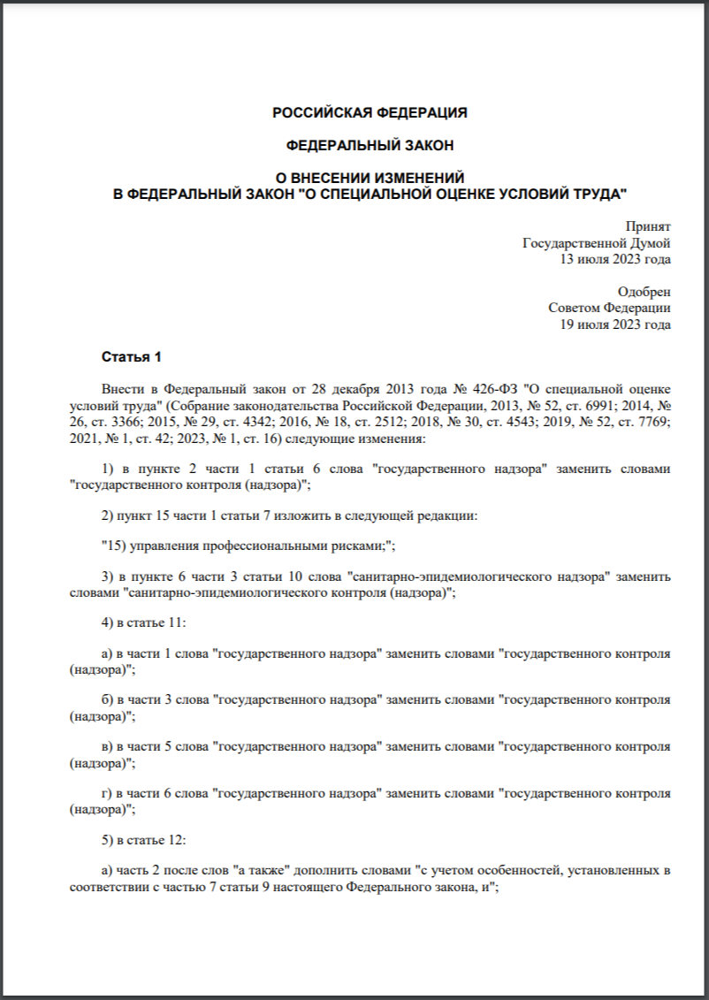 РОССИЙСКАЯ ФЕДЕРАЦИЯ
ФЕДЕРАЛЬНЫЙ ЗАКОН
О ВНЕСЕНИИ ИЗМЕНЕНИЙ
В ФЕДЕРАЛЬНЫЙ ЗАКОН "О СПЕЦИАЛЬНОЙ ОЦЕНКЕ УСЛОВИЙ ТРУДА"
Принят
Государственной Думой
13 июля 2023 года
Одобрен
Советом Федерации
19 июля 2023 года
Статья 1
Внести в Федеральный закон от 28 декабря 2013 года № 426-ФЗ "О специальной оценке
условий труда" (Собрание законодательства Российской Федерации, 2013, № 52, ст. 6991; 2014, №
26, ст. 3366; 2015, № 29, ст. 4342; 2016, № 18, ст. 2512; 2018, № 30, ст. 4543; 2019, № 52, ст. 7769;
2021, № 1, ст. 42; 2023, № 1, ст. 16) следующие изменения:
1) в пункте 2 части 1 статьи 6 слова "государственного надзора" заменить словами
"государственного контроля (надзора)";
2) пункт 15 части 1 статьи 7 изложить в следующей редакции:
"15) управления профессиональными рисками;";
3) в пункте 6 части 3 статьи 10 слова "санитарно-эпидемиологического надзора" заменить
словами "санитарно-эпидемиологического контроля (надзора)";
4) в статье 11:
а) в части 1 слова "государственного надзора" заменить словами "государственного контроля
(надзора)";
б) в части 3 слова "государственного надзора" заменить словами "государственного контроля
(надзора)";
в) в части 5 слова "государственного надзора" заменить словами "государственного контроля
(надзора)";
г) в части 6 слова "государственного надзора" заменить словами "государственного контроля
(надзора)";
5) в статье 12:
а) часть 2 после слов "а также" дополнить словами "с учетом особенностей, установленных в
соответствии с частью 7 статьи 9 настоящего Федерального закона, и";